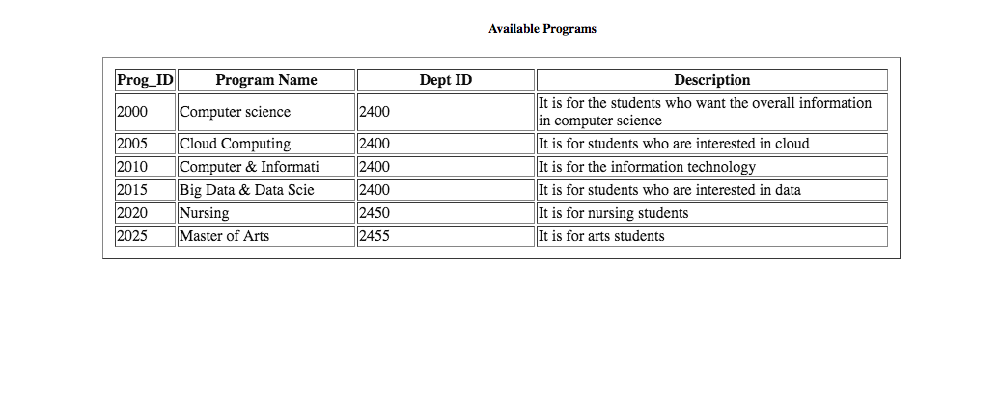 Available Programs
Prog_ID Program Name Dept ID Description
2000 Computer science 2400 It is for the students who want the overall information
in computer science
2005 Cloud Computing 2400 It is for students who are interested in cloud
2010 Computer & Informati 2400 It is for the information technology
2015 Big Data & Data Scie 2400 It is for students who are interested in data
2020 Nursing 2450 It is for nursing students
2025 Master of Arts 2455 It is for arts students